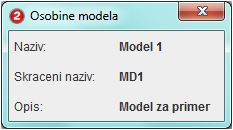 2 Osobine modela
Naziv: Model 1
Skraceni naziv: MD1
Opis: Model za primer